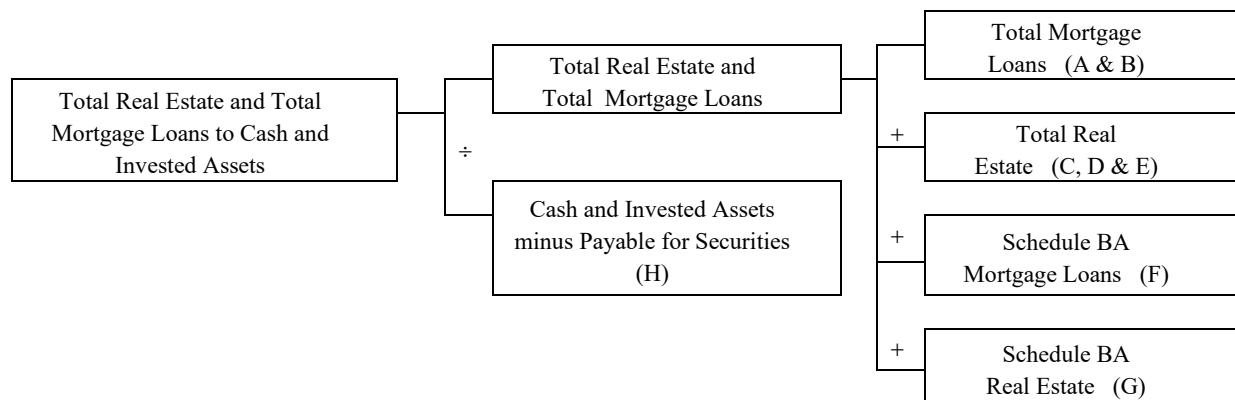 Total Real Estate and Total
Mortgage Loans to Cash and
Invested Assets
÷
Total Real Estate and
Total Mortgage Loans
Cash and Invested Assets
minus Payable for Securities
(H)
Total Mortgage
Loans (A & B)
+
Total Real
Estate (C, D & E)
+
Schedule BA
Mortgage Loans (F)
+
Schedule BA
Real Estate (G)